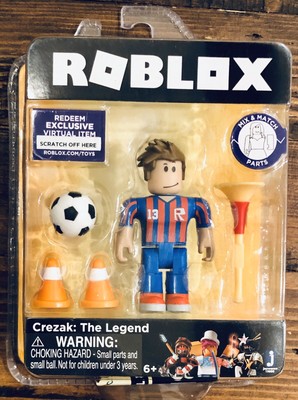 ROBLOX
REDEEM
EXCLUSIVE
VIRTUAL ITEM
SCRATCH OFF HERE
ROBLOX.COM/TOYS
MIX & MATCH
PARTS
13 R
Crezak: The Legend
WARNING:
CHOKING HAZARD - Small parts and
small ball. Not for children under 3 years.
6+